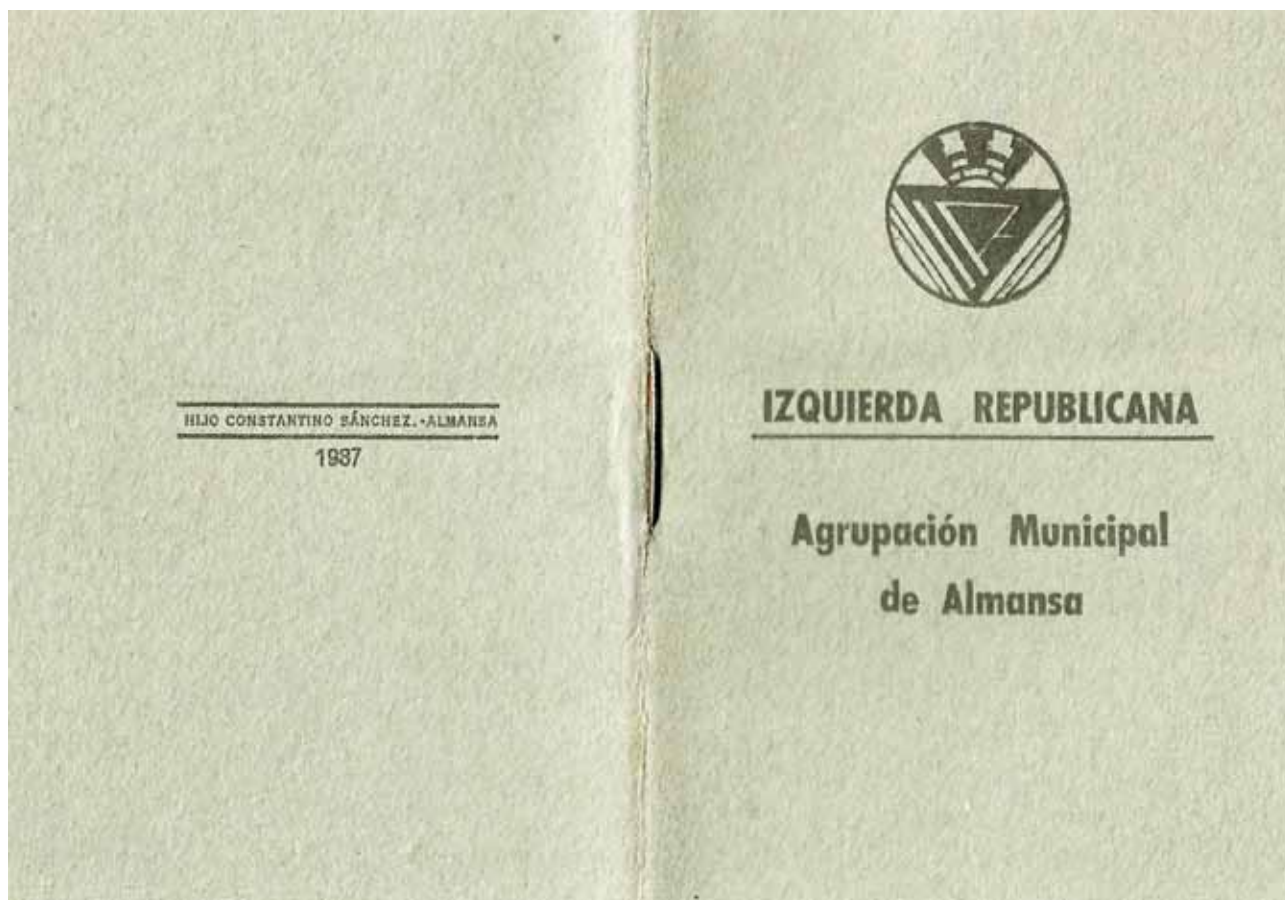 HIJO CONSTANTINO SÁNCHEZ.-ALMANSA
1937
IZQUIERDA REPUBLICANA
Agrupación Municipal
de Almansa